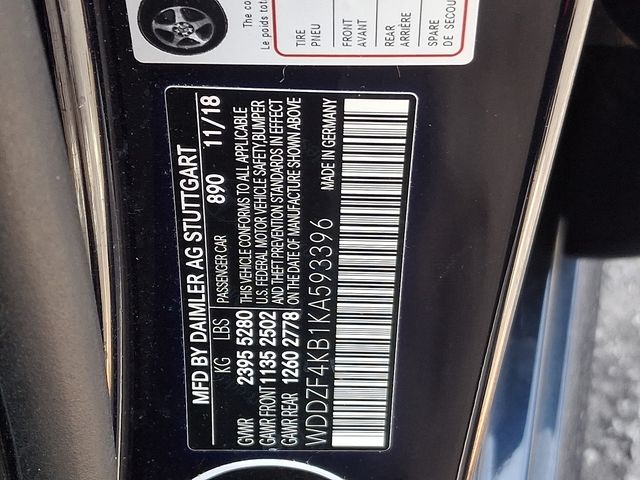 MFD BY DAIMLER AG STUTTGART
KG LBS PASSENGER CAR 890 11/18
GVWR 2395 5280 THIS VEHICLE CONFORMS TO ALL APPLICABLE
GAWR FRONT 1135 2502 U.S. FEDERAL MOTOR VEHICLE SAFETY, BUMPER
GAWR REAR 1260 2778 AND THEFT PREVENTION STANDARDS IN EFFECT
ON THE DATE OF MANUFACTURE SHOWN ABOVE
WDDZF4KB1KA593396 MADE IN GERMANY
The co
Le poids tot
TIRE
PNEU
FRONT
AVANT
REAR
ARRIÈRE
SPARE
DE SECOU